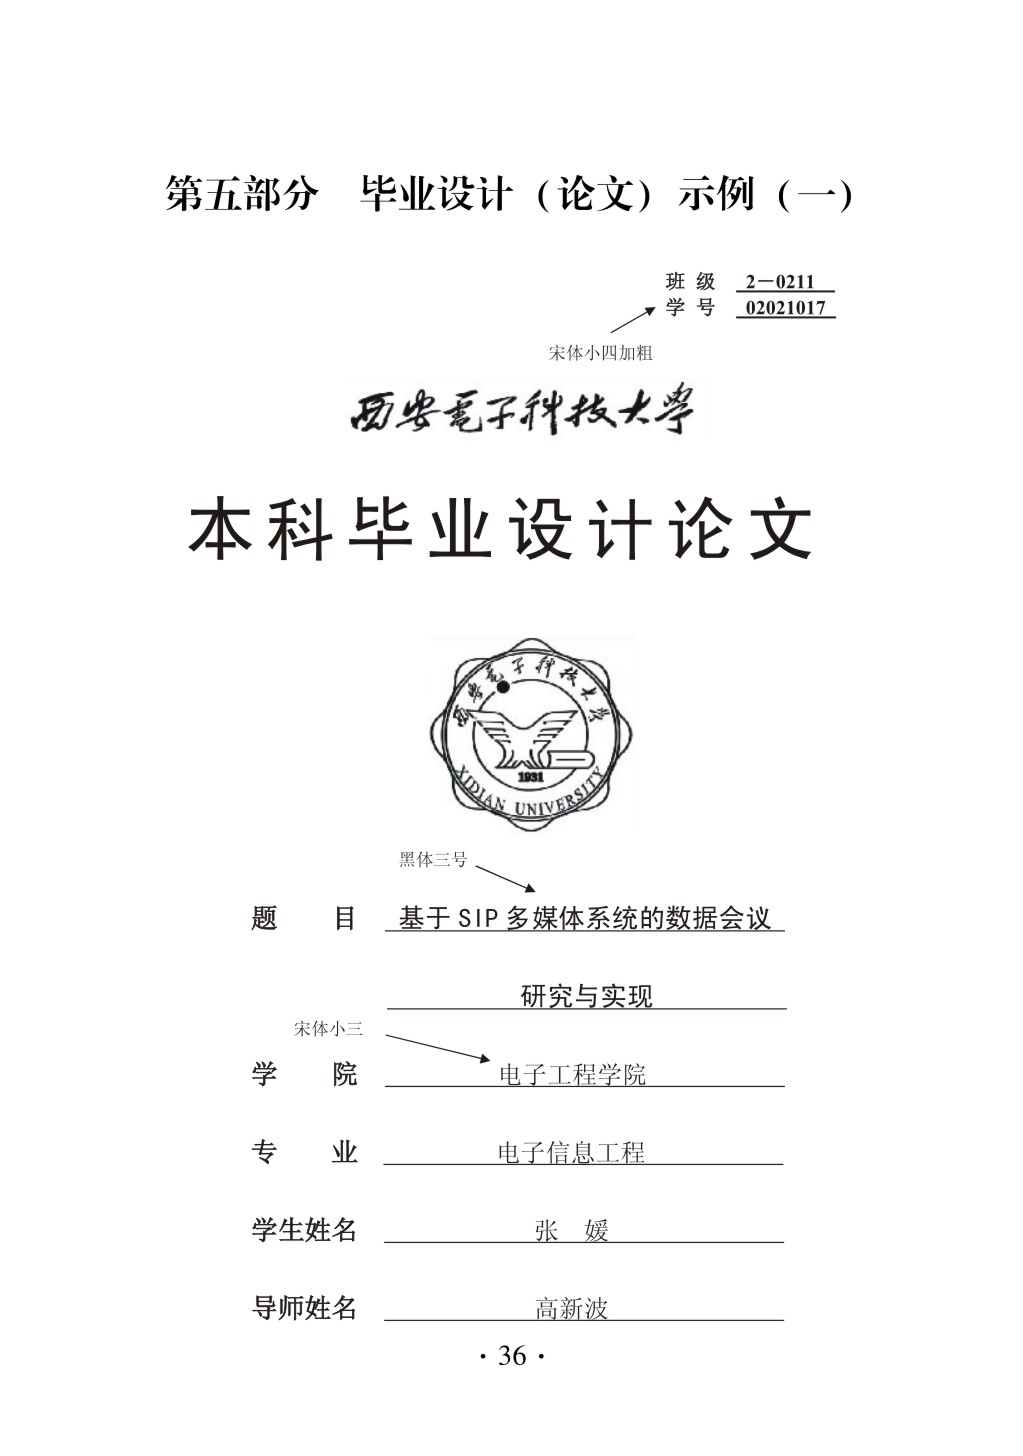 第五部分　毕业设计（论文）示例（一）
班 级 2－0211
学 号 02021017
宋体小四加粗
西安電子科技大學
本科毕业设计论文
西安電子科技大學
1931
XIDIAN UNIVERSITY
黑体三号
题 目 基于 SIP 多媒体系统的数据会议
研究与实现
宋体小三
学 院 电子工程学院
专 业 电子信息工程
学生姓名 张 媛
导师姓名 高新波
· 36 ·